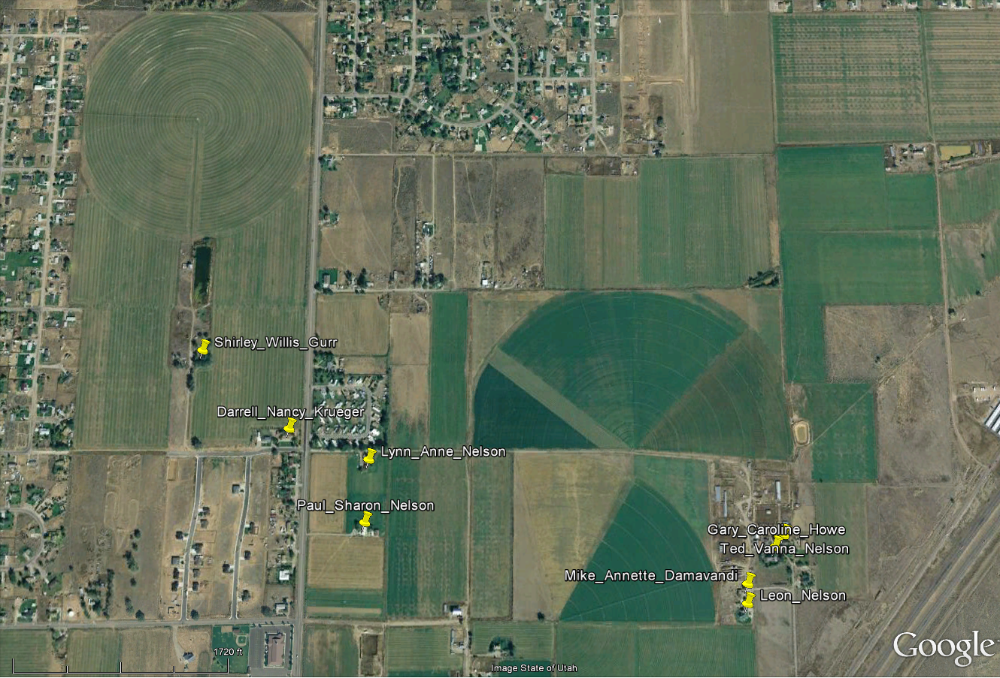 Shirley_Willis_Gurr
Darrell_Nancy_Krueger
Lynn_Anne_Nelson
Paul_Sharon_Nelson
Gary_Caroline_Howe
Ted_Vanna_Nelson
Mike_Annette_Damavandi
Leon_Nelson
1720 ft
Google
Image State of Utah